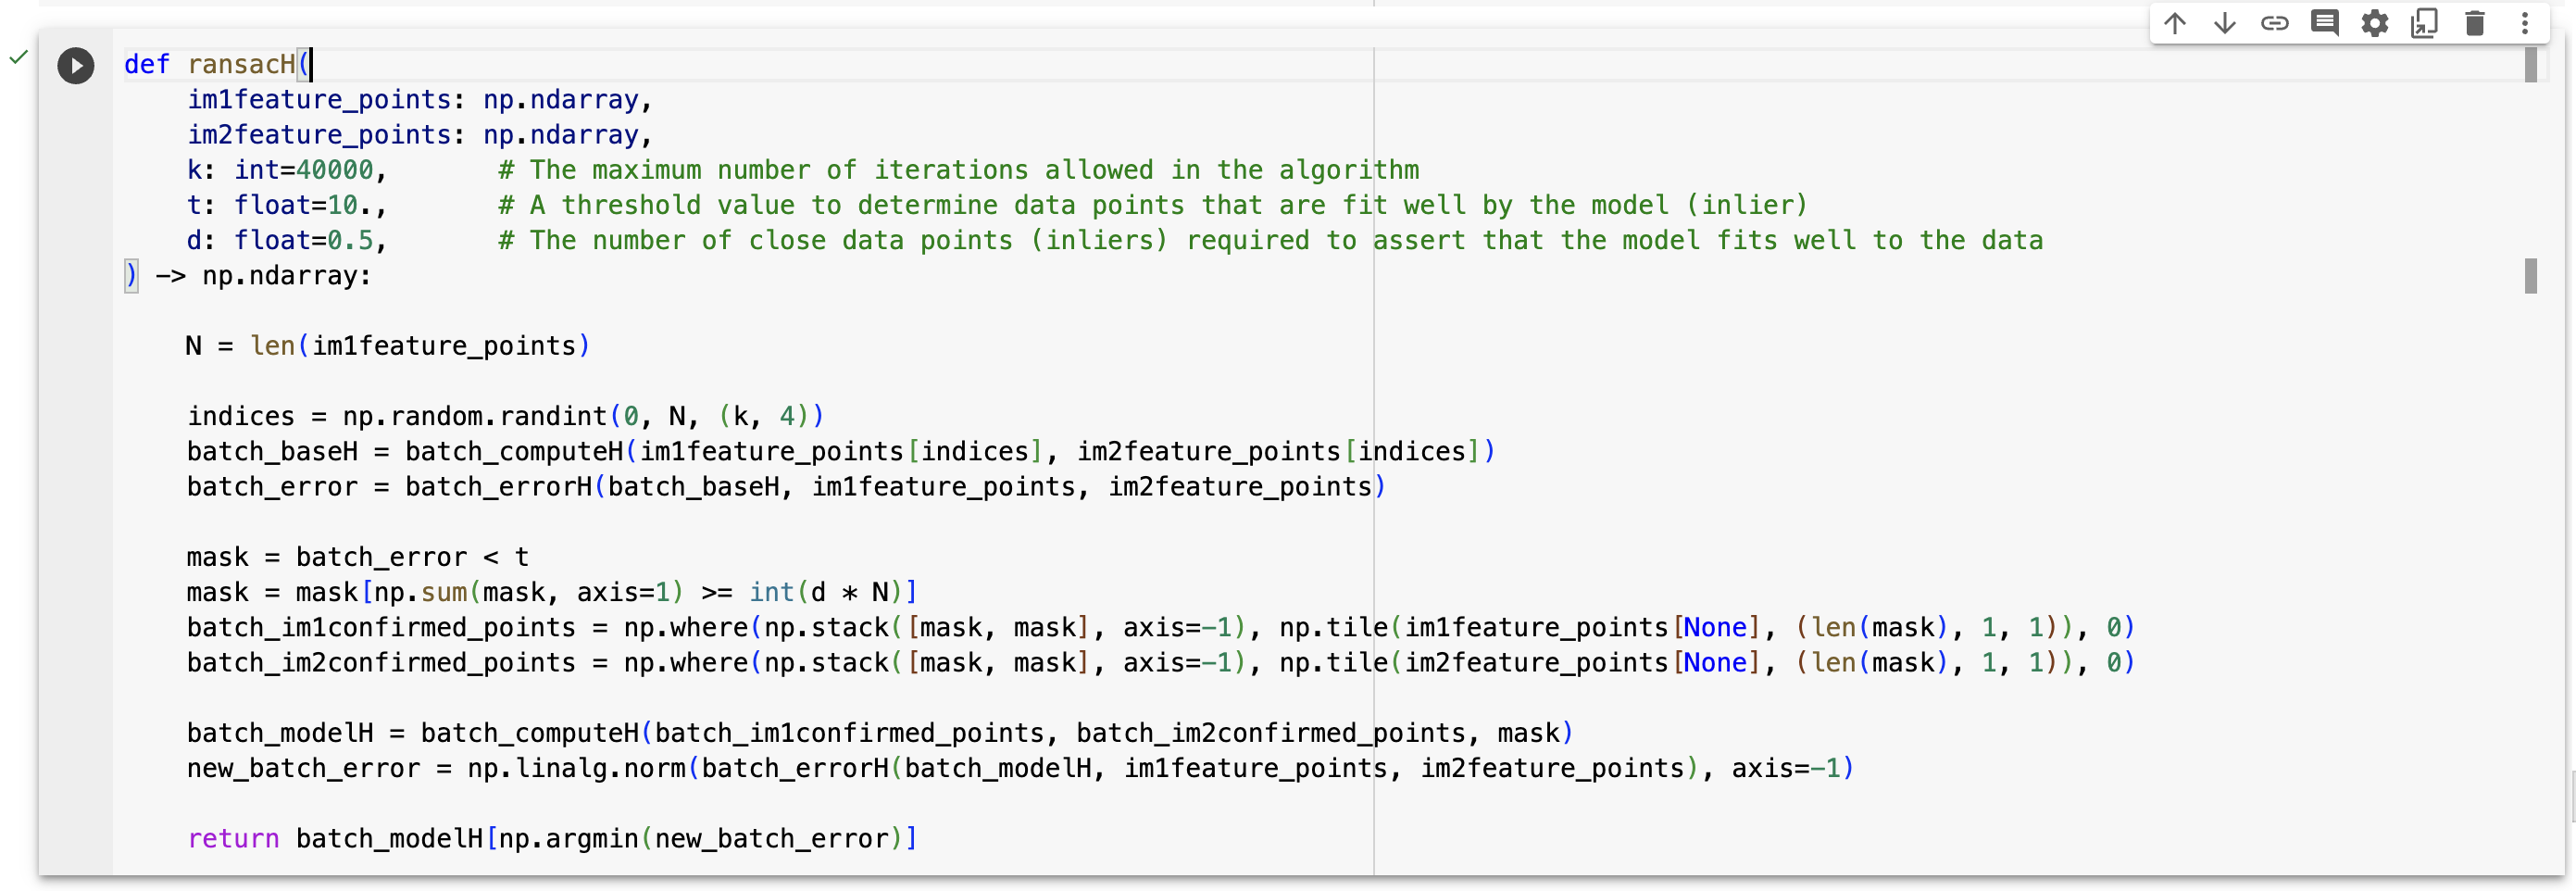 def ransacH(
    im1feature_points: np.ndarray,
    im2feature_points: np.ndarray,
    k: int=40000,       # The maximum number of iterations allowed in the algorithm
    t: float=10.,       # A threshold value to determine data points that are fit well by the model (inlier)
    d: float=0.5,       # The number of close data points (inliers) required to assert that the model fits well to the data
) -> np.ndarray:

    N = len(im1feature_points)

    indices = np.random.randint(0, N, (k, 4))
    batch_baseH = batch_computeH(im1feature_points[indices], im2feature_points[indices])
    batch_error = batch_errorH(batch_baseH, im1feature_points, im2feature_points)

    mask = batch_error < t
    mask = mask[np.sum(mask, axis=1) >= int(d * N)]
    batch_im1confirmed_points = np.where(np.stack([mask, mask], axis=-1), np.tile(im1feature_points[None], (len(mask), 1, 1)), 0)
    batch_im2confirmed_points = np.where(np.stack([mask, mask], axis=-1), np.tile(im2feature_points[None], (len(mask), 1, 1)), 0)

    batch_modelH = batch_computeH(batch_im1confirmed_points, batch_im2confirmed_points, mask)
    new_batch_error = np.linalg.norm(batch_errorH(batch_modelH, im1feature_points, im2feature_points), axis=-1)

    return batch_modelH[np.argmin(new_batch_error)]